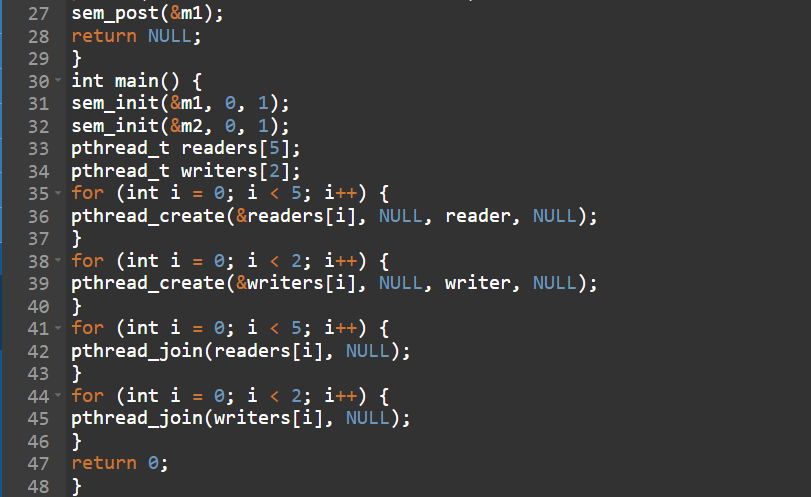 27 sem_post(&m1);
28 return NULL;
29 }
30 int main() {
31 sem_init(&m1, 0, 1);
32 sem_init(&m2, 0, 1);
33 pthread_t readers[5];
34 pthread_t writers[2];
35 for (int i = 0; i < 5; i++) {
36 pthread_create(&readers[i], NULL, reader, NULL);
37 }
38 for (int i = 0; i < 2; i++) {
39 pthread_create(&writers[i], NULL, writer, NULL);
40 }
41 for (int i = 0; i < 5; i++) {
42 pthread_join(readers[i], NULL);
43 }
44 for (int i = 0; i < 2; i++) {
45 pthread_join(writers[i], NULL);
46 }
47 return 0;
48 }